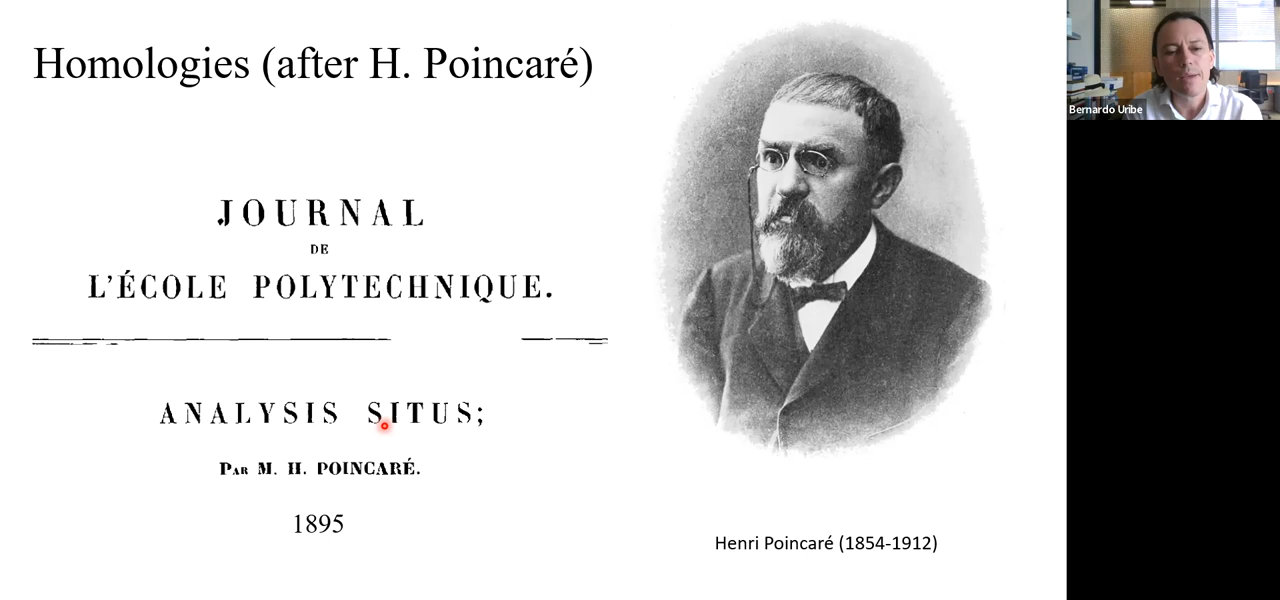 Homologies (after H. Poincaré)
JOURNAL
DE
L'ÉCOLE POLYTECHNIQUE.
ANALYSIS SITUS;
PAR M. H. POINCARÉ.
1895
Henri Poincaré (1854-1912)
Bernardo Uribe